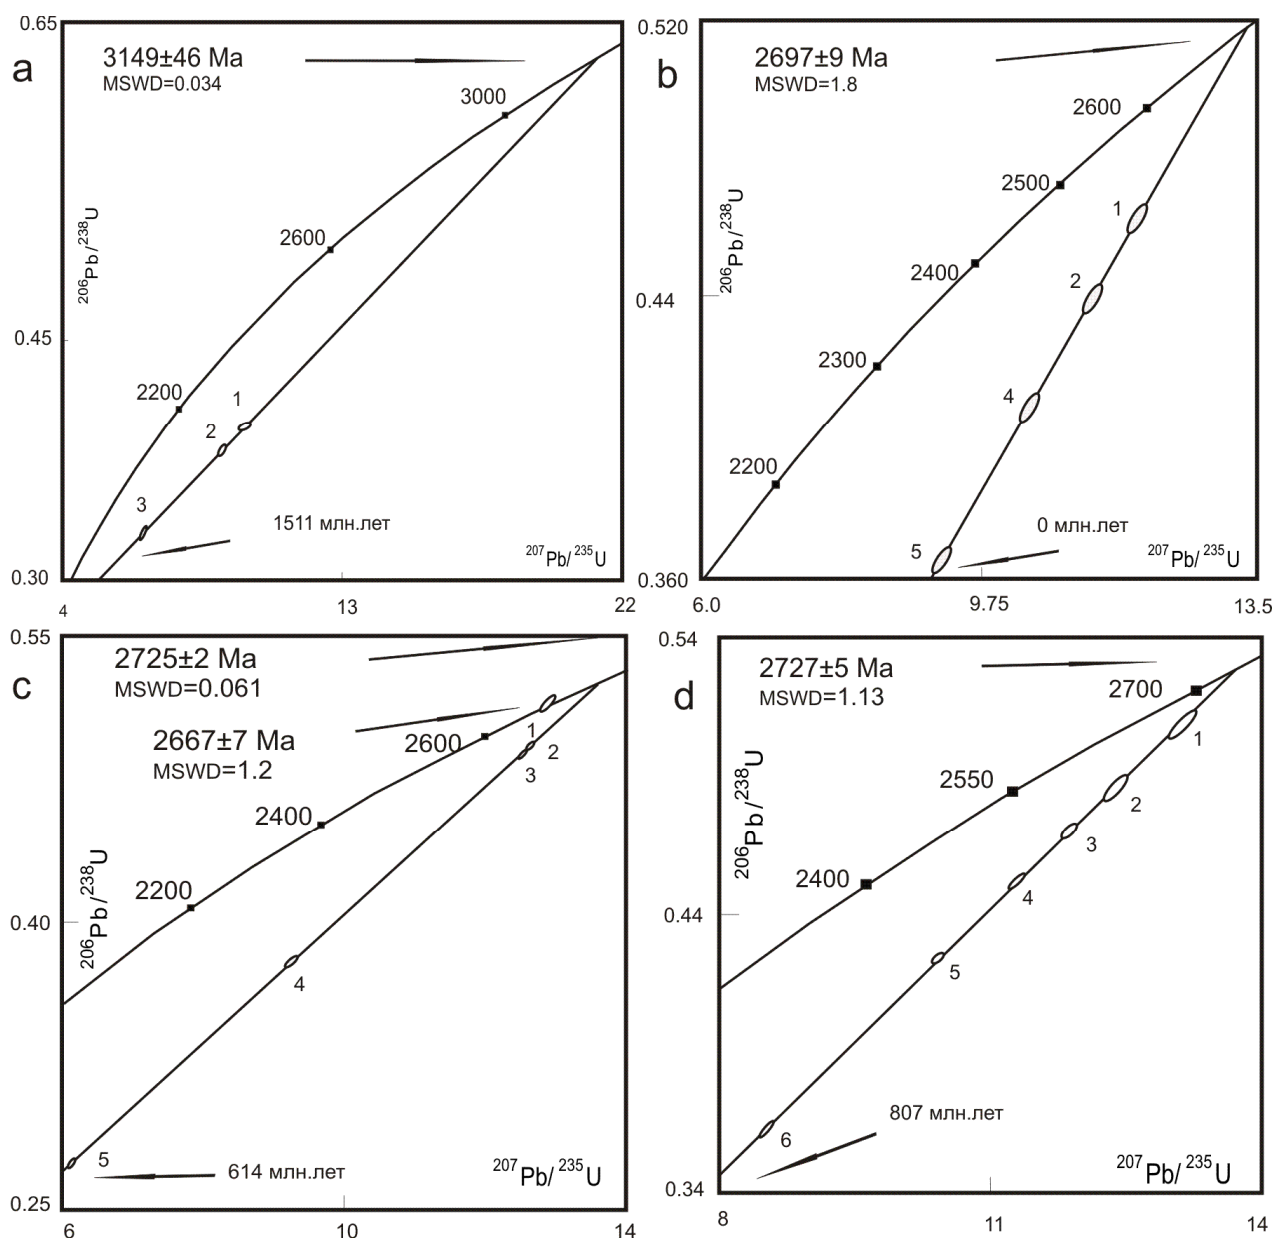 0.65
a
3149±46 Ma
MSWD=0.034
3000
2600
2200
206Pb/238U
0.45
1
2
3
1511 млн.лет
207Pb/235U
0.30
4
13
22
0.520
b
2697±9 Ma
MSWD=1.8
2600
2500
2400
2300
2200
206Pb/238U
0.44
1
2
4
5
0 млн.лет
207Pb/235U
0.360
6.0
9.75
13.5
0.55
c
2725±2 Ma
MSWD=0.061
2667±7 Ma
MSWD=1.2
2600
2400
2200
206Pb/238U
0.40
1
2
3
4
5
614 млн.лет
207Pb/235U
0.25
6
10
14
0.54
d
2727±5 Ma
MSWD=1.13
2700
2550
2400
206Pb/238U
0.44
1
2
3
4
5
6
807 млн.лет
207Pb/235U
0.34
8
11
14